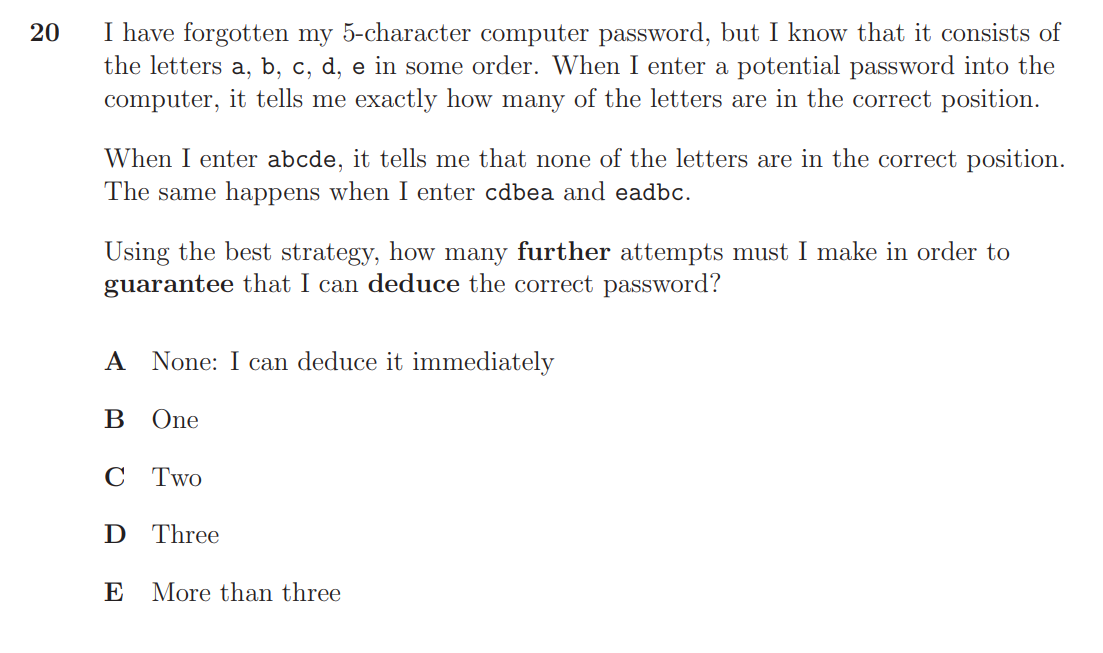 20 I have forgotten my 5-character computer password, but I know that it consists of
the letters a, b, c, d, e in some order. When I enter a potential password into the
computer, it tells me exactly how many of the letters are in the correct position.
When I enter abcde, it tells me that none of the letters are in the correct position.
The same happens when I enter cdbea and eadbc.
Using the best strategy, how many further attempts must I make in order to
guarantee that I can deduce the correct password?
A None: I can deduce it immediately
B One
C Two
D Three
E More than three